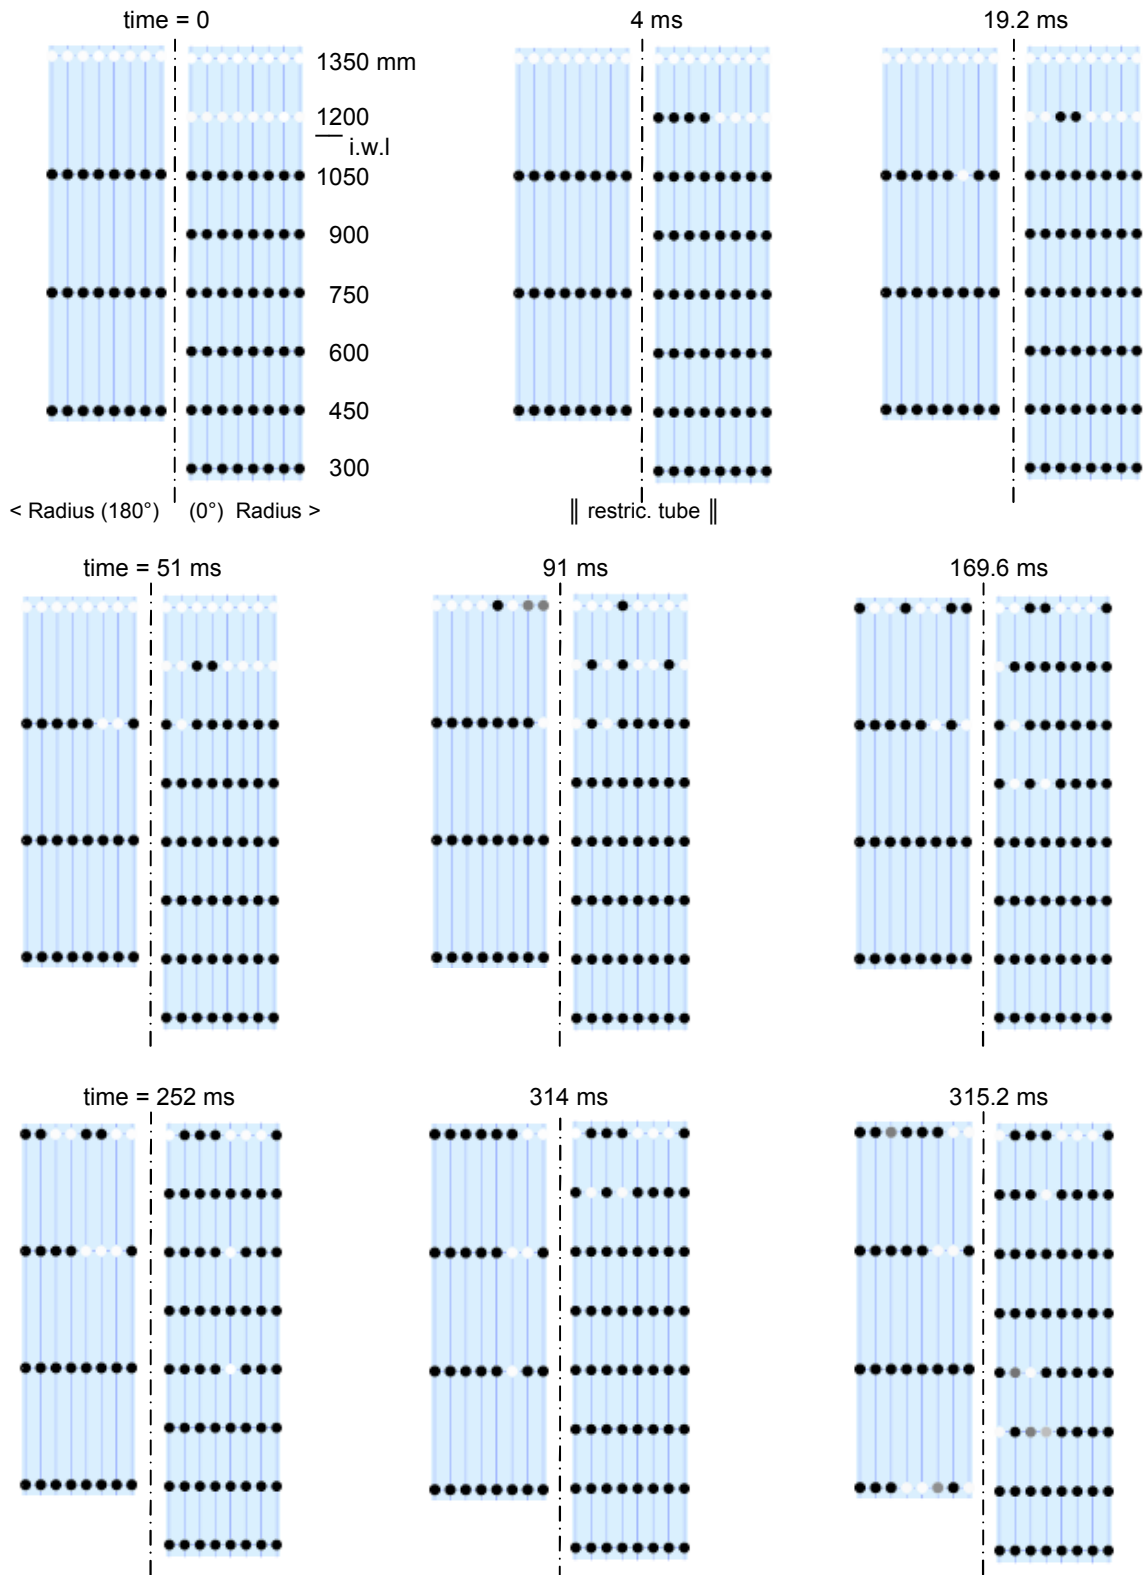 time = 0
4 ms
19.2 ms
1350 mm
1200
i.w.l
1050
900
750
600
450
300
< Radius (180°) (0°) Radius >
‖ restric. tube ‖
time = 51 ms
91 ms
169.6 ms
time = 252 ms
314 ms
315.2 ms